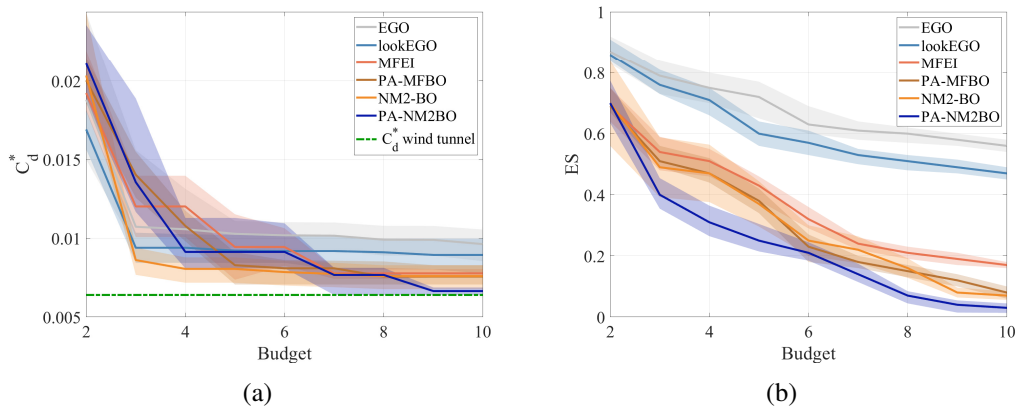 EGO
lookEGO
MFEI
PA-MFBO
NM2-BO
PA-NM2BO
C*d wind tunnel
0.02
0.015
0.01
0.005
C*d
2
4
6
8
10
Budget
(a)
EGO
lookEGO
MFEI
PA-MFBO
NM2-BO
PA-NM2BO
1
0.8
0.6
0.4
0.2
0
ES
2
4
6
8
10
Budget
(b)